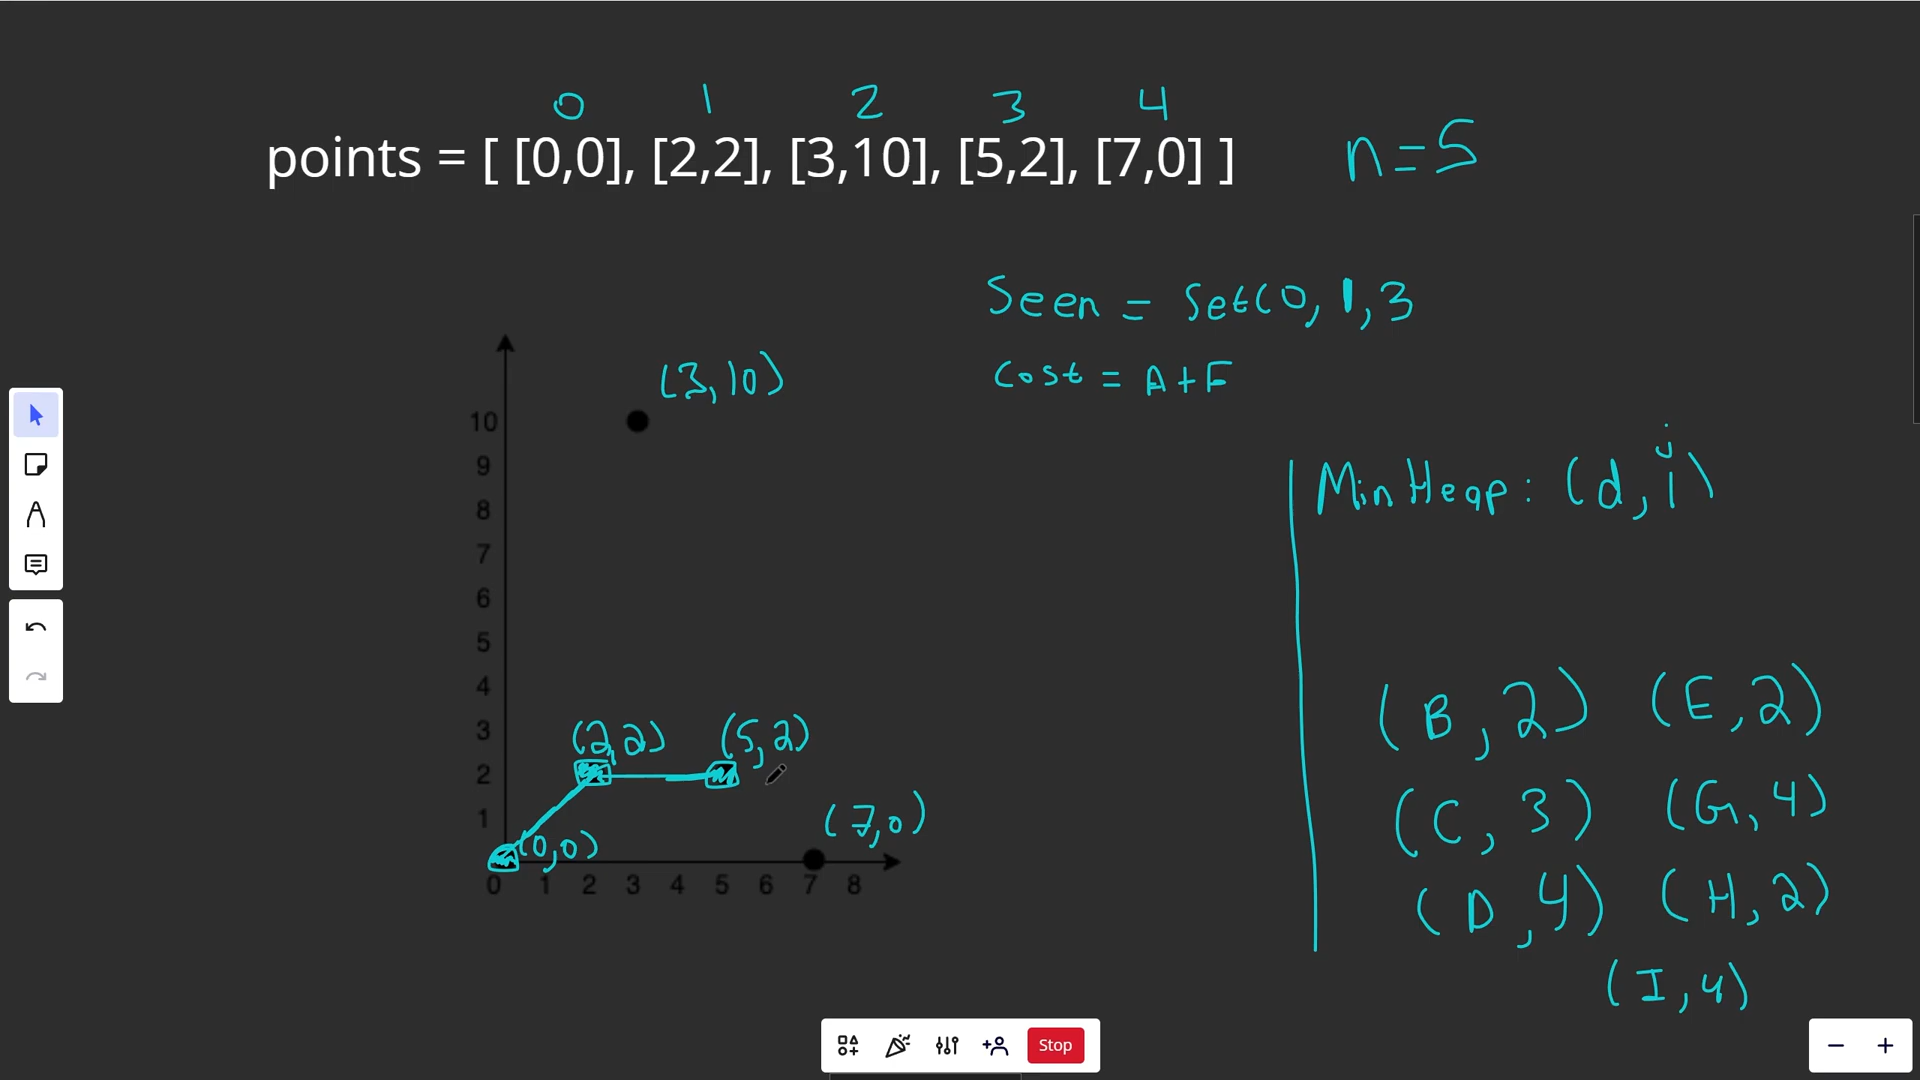 0 1 2 3 4
points = [ [0,0], [2,2], [3,10], [5,2], [7,0] ] n=5
Seen = Set(0, 1, 3
Cost = A+F
(3,10)
10
9
8
7
6
5
4
3
2
1
(2,2) (5,2)
(0,0) (7,0)
0 1 2 3 4 5 6 7 8
j
MinHeap: (d, i)
(B, 2) (E, 2)
(C, 3) (G, 4)
(D, 4) (H, 2)
(I, 4)
Stop